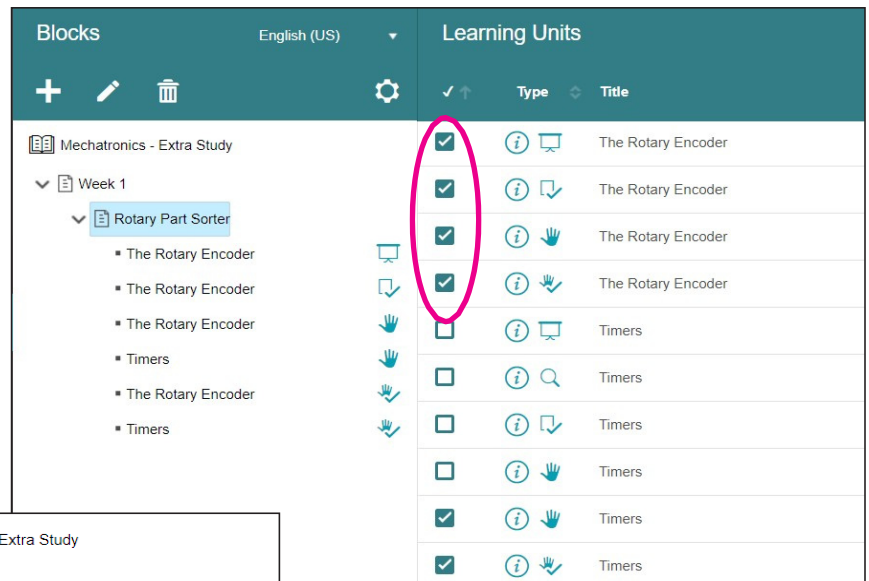 Blocks
English (US)
Mechatronics - Extra Study
Week 1
Rotary Part Sorter
The Rotary Encoder
The Rotary Encoder
The Rotary Encoder
Timers
The Rotary Encoder
Timers
Extra Study
Learning Units
Type Title
The Rotary Encoder
The Rotary Encoder
The Rotary Encoder
The Rotary Encoder
Timers
Timers
Timers
Timers
Timers
Timers